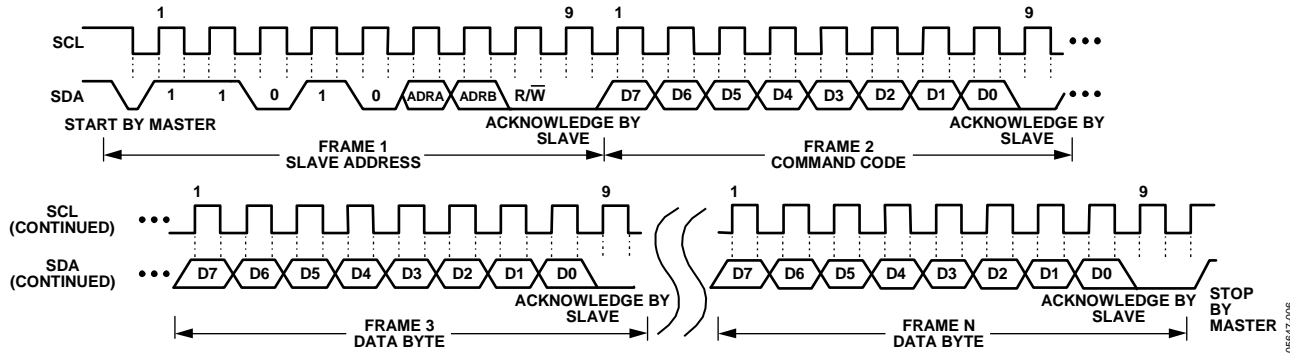 1 9 1 9
SCL
SDA 1 1 0 1 0 ADRA ADRB R/W̅ D7 D6 D5 D4 D3 D2 D1 D0
START BY MASTER
ACKNOWLEDGE BY
SLAVE
ACKNOWLEDGE BY
SLAVE
FRAME 1
SLAVE ADDRESS
FRAME 2
COMMAND CODE
1 9 1 9
SCL
(CONTINUED)
SDA
(CONTINUED)
D7 D6 D5 D4 D3 D2 D1 D0 D7 D6 D5 D4 D3 D2 D1 D0
ACKNOWLEDGE BY
SLAVE
ACKNOWLEDGE BY
SLAVE
STOP
BY
MASTER
FRAME 3
DATA BYTE
FRAME N
DATA BYTE
05647-006